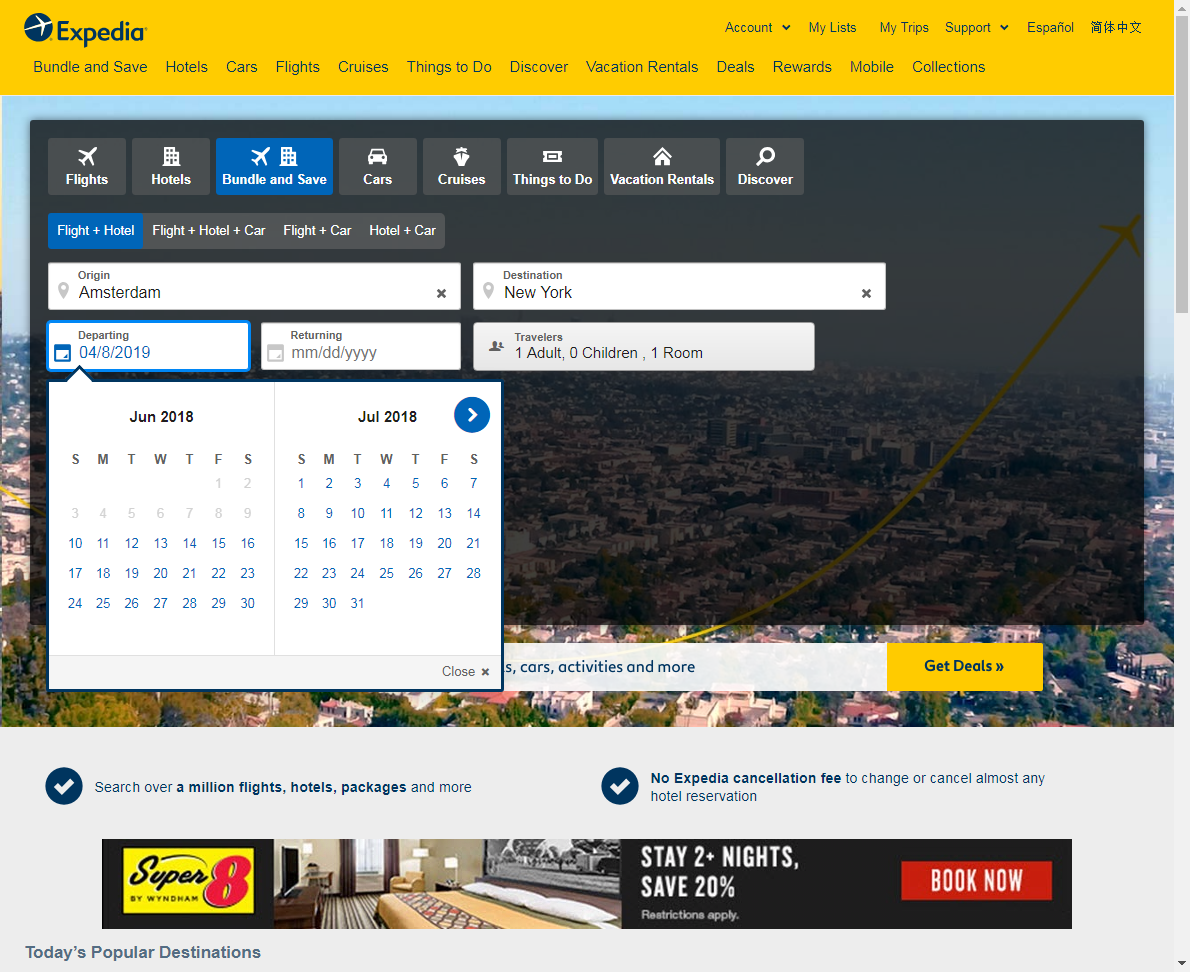 Expedia
Account My Lists My Trips Support Español 简体中文
Bundle and Save Hotels Cars Flights Cruises Things to Do Discover Vacation Rentals Deals Rewards Mobile Collections
Flights Hotels Bundle and Save Cars Cruises Things to Do Vacation Rentals Discover
Flight + Hotel Flight + Hotel + Car Flight + Car Hotel + Car
Origin
Amsterdam
Destination
New York
Departing
04/8/2019
Returning
mm/dd/yyyy
Travelers
1 Adult, 0 Children , 1 Room
Jun 2018
S M T W T F S
1 2
3 4 5 6 7 8 9
10 11 12 13 14 15 16
17 18 19 20 21 22 23
24 25 26 27 28 29 30
Jul 2018
S M T W T F S
1 2 3 4 5 6 7
8 9 10 11 12 13 14
15 16 17 18 19 20 21
22 23 24 25 26 27 28
29 30 31
Close
s, cars, activities and more
Get Deals »
Search over a million flights, hotels, packages and more
No Expedia cancellation fee to change or cancel almost any
hotel reservation
Super 8
BY WYNDHAM
STAY 2+ NIGHTS,
SAVE 20%
Restrictions apply.
BOOK NOW
Today's Popular Destinations